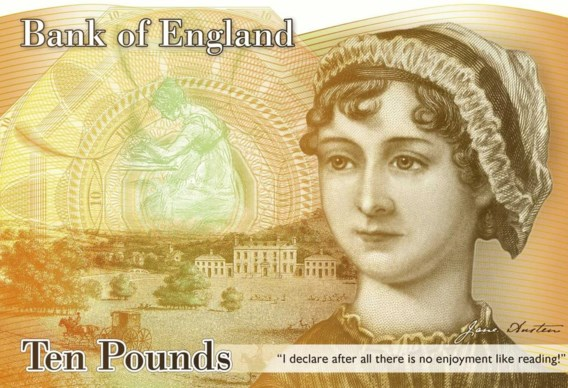 Bank of England
Jane Austen
Ten Pounds
"I declare after all there is no enjoyment like reading!"